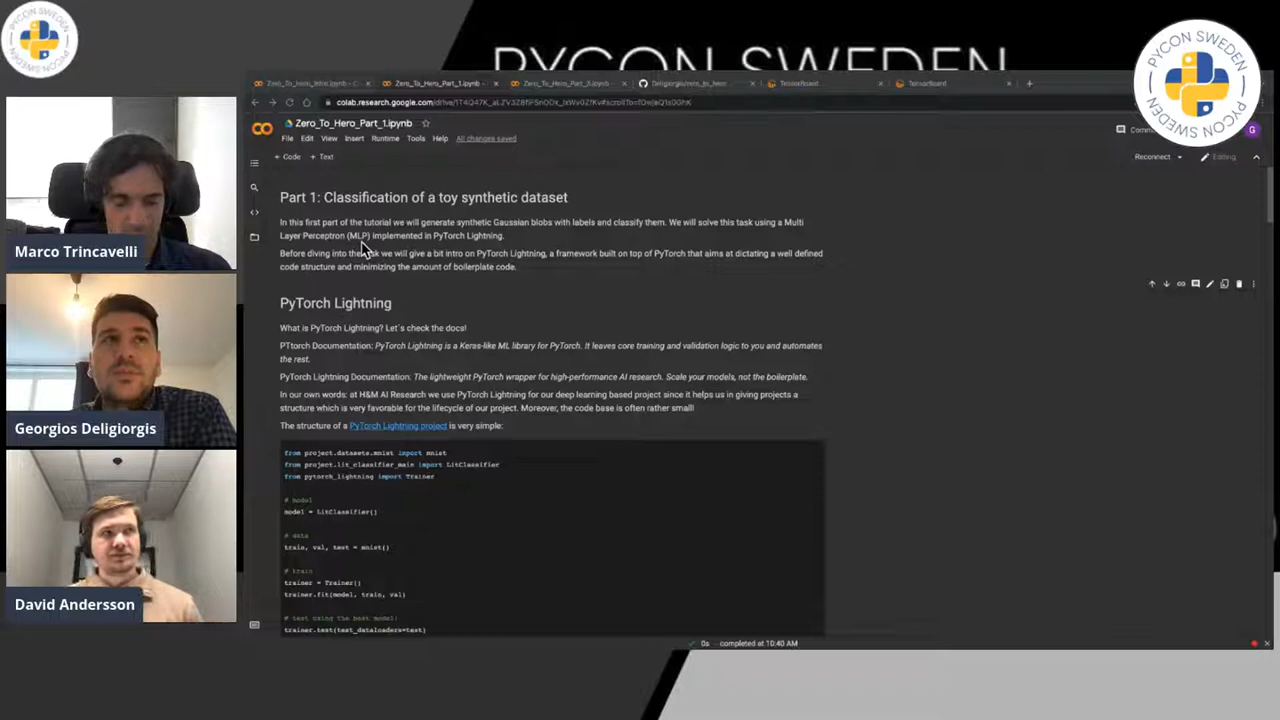 PYCON SWEDEN
PYCON SWEDEN
PYCON SWEDEN
Marco Trincavelli
Georgios Deligiorgis
David Andersson
Zero_To_Hero_Part_1.ipynb
TensorBoard
TensorBoard
Zero_To_Hero_Part_1.ipynb
File Edit View Insert Runtime Tools Help All changes saved
+ Code + Text
Reconnect
Editing
G
Part 1: Classification of a toy synthetic dataset
In this first part of the tutorial we will generate synthetic Gaussian blobs with labels and classify them. We will solve this task using a Multi
Layer Perceptron (MLP) implemented in PyTorch Lightning.
Before diving into the task we will give a bit intro on PyTorch Lightning, a framework built on top of PyTorch that aims at dictating a well defined
code structure and minimizing the amount of boilerplate code.
PyTorch Lightning
What is PyTorch Lightning? Let´s check the docs!
PTtorch Documentation: PyTorch Lightning is a Keras-like ML library for PyTorch. It leaves core training and validation logic to you and automates
the rest.
PyTorch Lightning Documentation: The lightweight PyTorch wrapper for high-performance AI research. Scale your models, not the boilerplate.
In our own words: at H&M AI Research we use PyTorch Lightning for our deep learning based project since it helps us in giving projects a
structure which is very favorable for the lifecycle of our project. Moreover, the code base is often rather small!
The structure of a PyTorch Lightning project is very simple:
from project.datasets.mnist import mnist
from project.lit_classifier_main import LitClassifier
from pytorch_lightning import Trainer
# model
model = LitClassifier()
# data
train, val, test = mnist()
# train
trainer = Trainer()
trainer.fit(model, train, val)
# test using the best model!
trainer.test(test_dataloaders=test)
0s completed at 10:40 AM